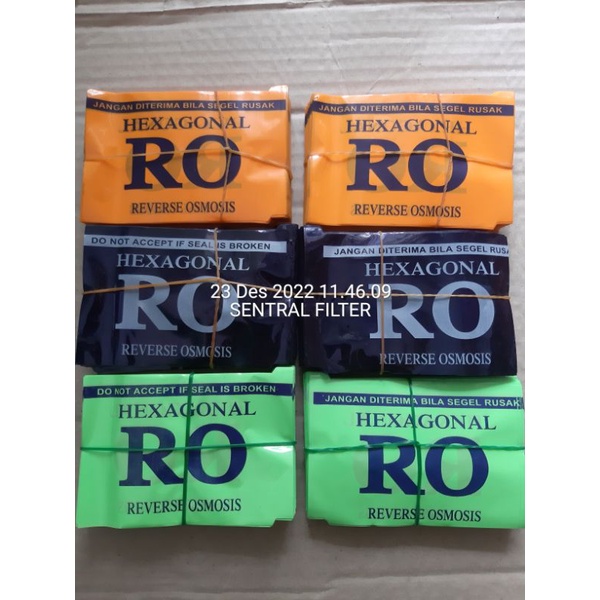 JANGAN DITERIMA BILA SEGEL RUSAK
HEXAGONAL
RO
REVERSE OSMOSIS
JANGAN DITERIMA BILA SEGEL RUSAK
HEXAGONAL
RO
REVERSE OSMOSIS
DO NOT ACCEPT IF SEAL IS BROKEN
HEXAGONAL
RO
REVERSE OSMOSIS
JANGAN DITERIMA BILA SEGEL RUSA
HEXAGONAL
RO
REVERSE OSMOSIS
23 Des 2022 11.46.09
SENTRAL FILTER
DO NOT ACCEPT IF SEAL IS BROKEN
HEXAGONAL
RO
REVERSE OSMOSIS
JANGAN DITERIMA BILA SEGEL RUSAK
HEXAGONAL
RO
REVERSE OSMOSIS